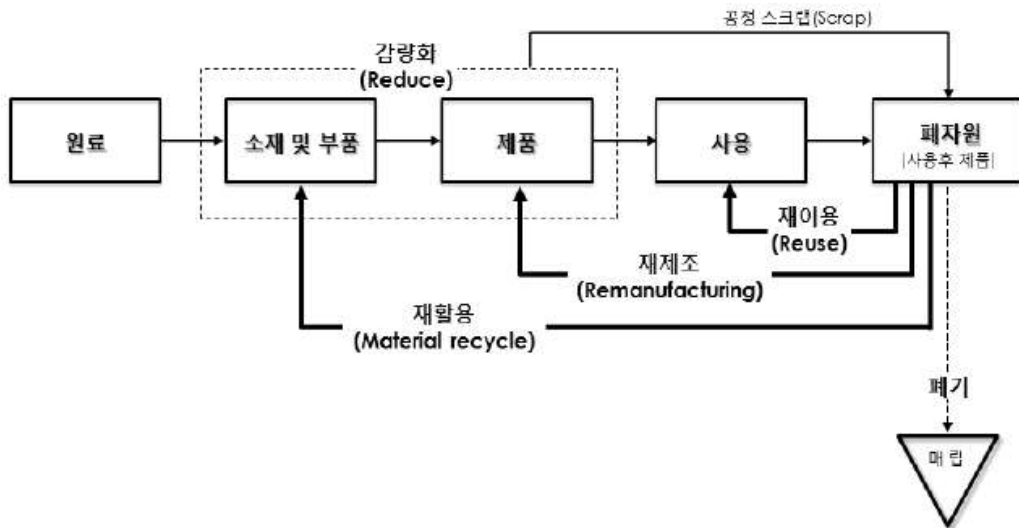 공정 스크랩(Scrap)
감량화
(Reduce)
원료
소재 및 부품
제품
사용
폐자원
[사용후 제품]
재이용
(Reuse)
재제조
(Remanufacturing)
재활용
(Material recycle)
폐기
매립